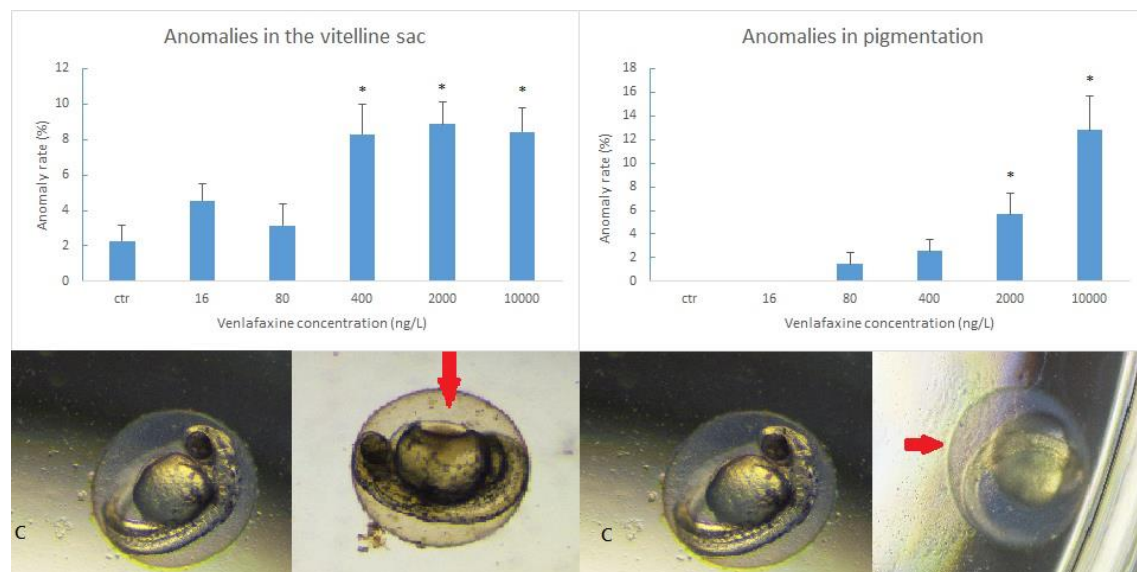 Anomalies in the vitelline sac
Anomaly rate (%)
12
10
8
6
4
2
0
* * *
ctr 16 80 400 2000 10000
Venlafaxine concentration (ng/L)
Anomalies in pigmentation
Anomaly rate (%)
18
16
14
12
10
8
6
4
2
0
*
*
ctr 16 80 400 2000 10000
Venlafaxine concentration (ng/L)
C
C